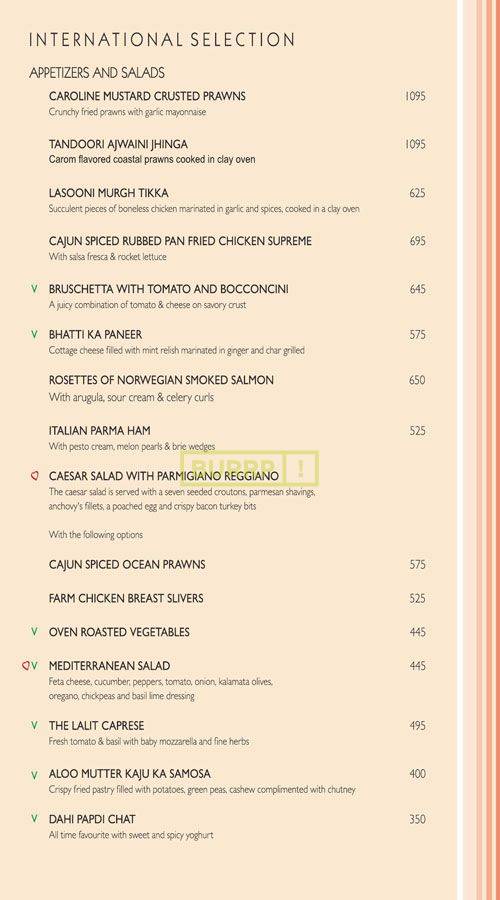 INTERNATIONAL SELECTION
APPETIZERS AND SALADS
CAROLINE MUSTARD CRUSTED PRAWNS 1095
Crunchy fried prawns with garlic mayonnaise
TANDOORI AJWAINI JHINGA 1095
Carom flavored coastal prawns cooked in clay oven
LASOONI MURGH TIKKA 625
Succulent pieces of boneless chicken marinated in garlic and spices, cooked in a clay oven
CAJUN SPICED RUBBED PAN FRIED CHICKEN SUPREME 695
With salsa fresca & rocket lettuce
V BRUSCHETTA WITH TOMATO AND BOCCONCINI 645
A juicy combination of tomato & cheese on savory crust
V BHATTI KA PANEER 575
Cottage cheese filled with mint relish marinated in ginger and char grilled
ROSETTES OF NORWEGIAN SMOKED SALMON 650
With arugula, sour cream & celery curls
ITALIAN PARMA HAM 525
With pesto cream, melon pearls & brie wedges
BURRP!
CAESAR SALAD WITH PARMIGIANO REGGIANO
The caesar salad is served with a seven seeded croutons, parmesan shavings,
anchovy's fillets, a poached egg and crispy bacon turkey bits
With the following options
CAJUN SPICED OCEAN PRAWNS 575
FARM CHICKEN BREAST SLIVERS 525
V OVEN ROASTED VEGETABLES 445
V MEDITERRANEAN SALAD 445
Feta cheese, cucumber, peppers, tomato, onion, kalamata olives,
oregano, chickpeas and basil lime dressing
V THE LALIT CAPRESE 495
Fresh tomato & basil with baby mozzarella and fine herbs
V ALOO MUTTER KAJU KA SAMOSA 400
Crispy fried pastry filled with potatoes, green peas, cashew complimented with chutney
V DAHI PAPDI CHAT 350
All time favourite with sweet and spicy yoghurt